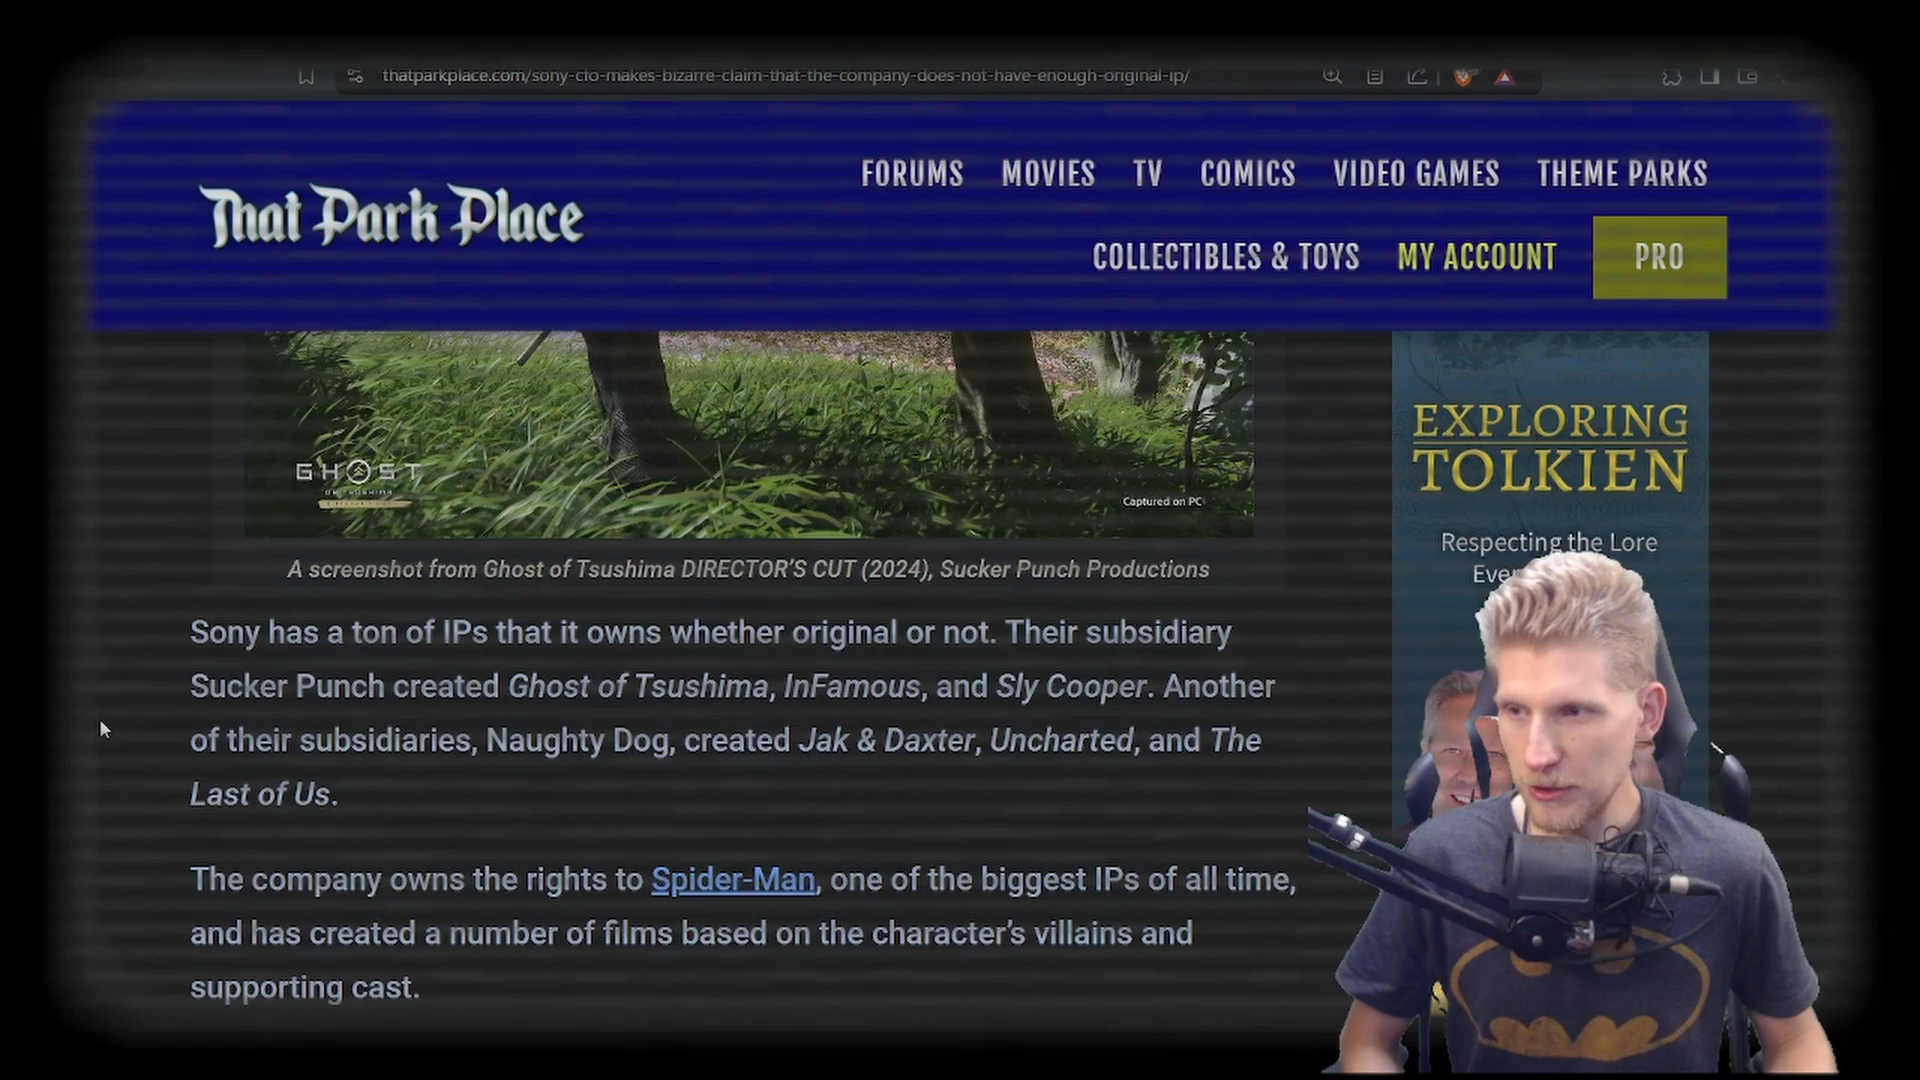 thatparkplace.com/sony-cfo-makes-bizarre-claim-that-the-company-does-not-have-enough-original-ip/
That Park Place
FORUMS MOVIES TV COMICS VIDEO GAMES THEME PARKS
COLLECTIBLES & TOYS MY ACCOUNT PRO
GHOST
OF TSUSHIMA
Captured on PC
A screenshot from Ghost of Tsushima DIRECTOR'S CUT (2024), Sucker Punch Productions
Sony has a ton of IPs that it owns whether original or not. Their subsidiary
Sucker Punch created Ghost of Tsushima, InFamous, and Sly Cooper. Another
of their subsidiaries, Naughty Dog, created Jak & Daxter, Uncharted, and The
Last of Us.
The company owns the rights to Spider-Man, one of the biggest IPs of all time,
and has created a number of films based on the character's villains and
supporting cast.
EXPLORING
TOLKIEN
Respecting the Lore